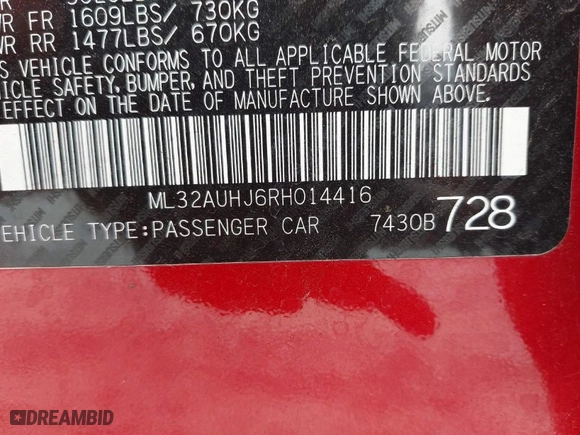 WR FR 1609LBS/ 730KG
WR RR 1477LBS/ 670KG
S VEHICLE CONFORMS TO ALL APPLICABLE FEDERAL MOTOR
EHICLE SAFETY, BUMPER, AND THEFT PREVENTION STANDARDS
EFFECT ON THE DATE OF MANUFACTURE SHOWN ABOVE.
ML32AUHJ6RH014416
EHICLE TYPE:PASSENGER CAR 7430B 728
DREAMBID